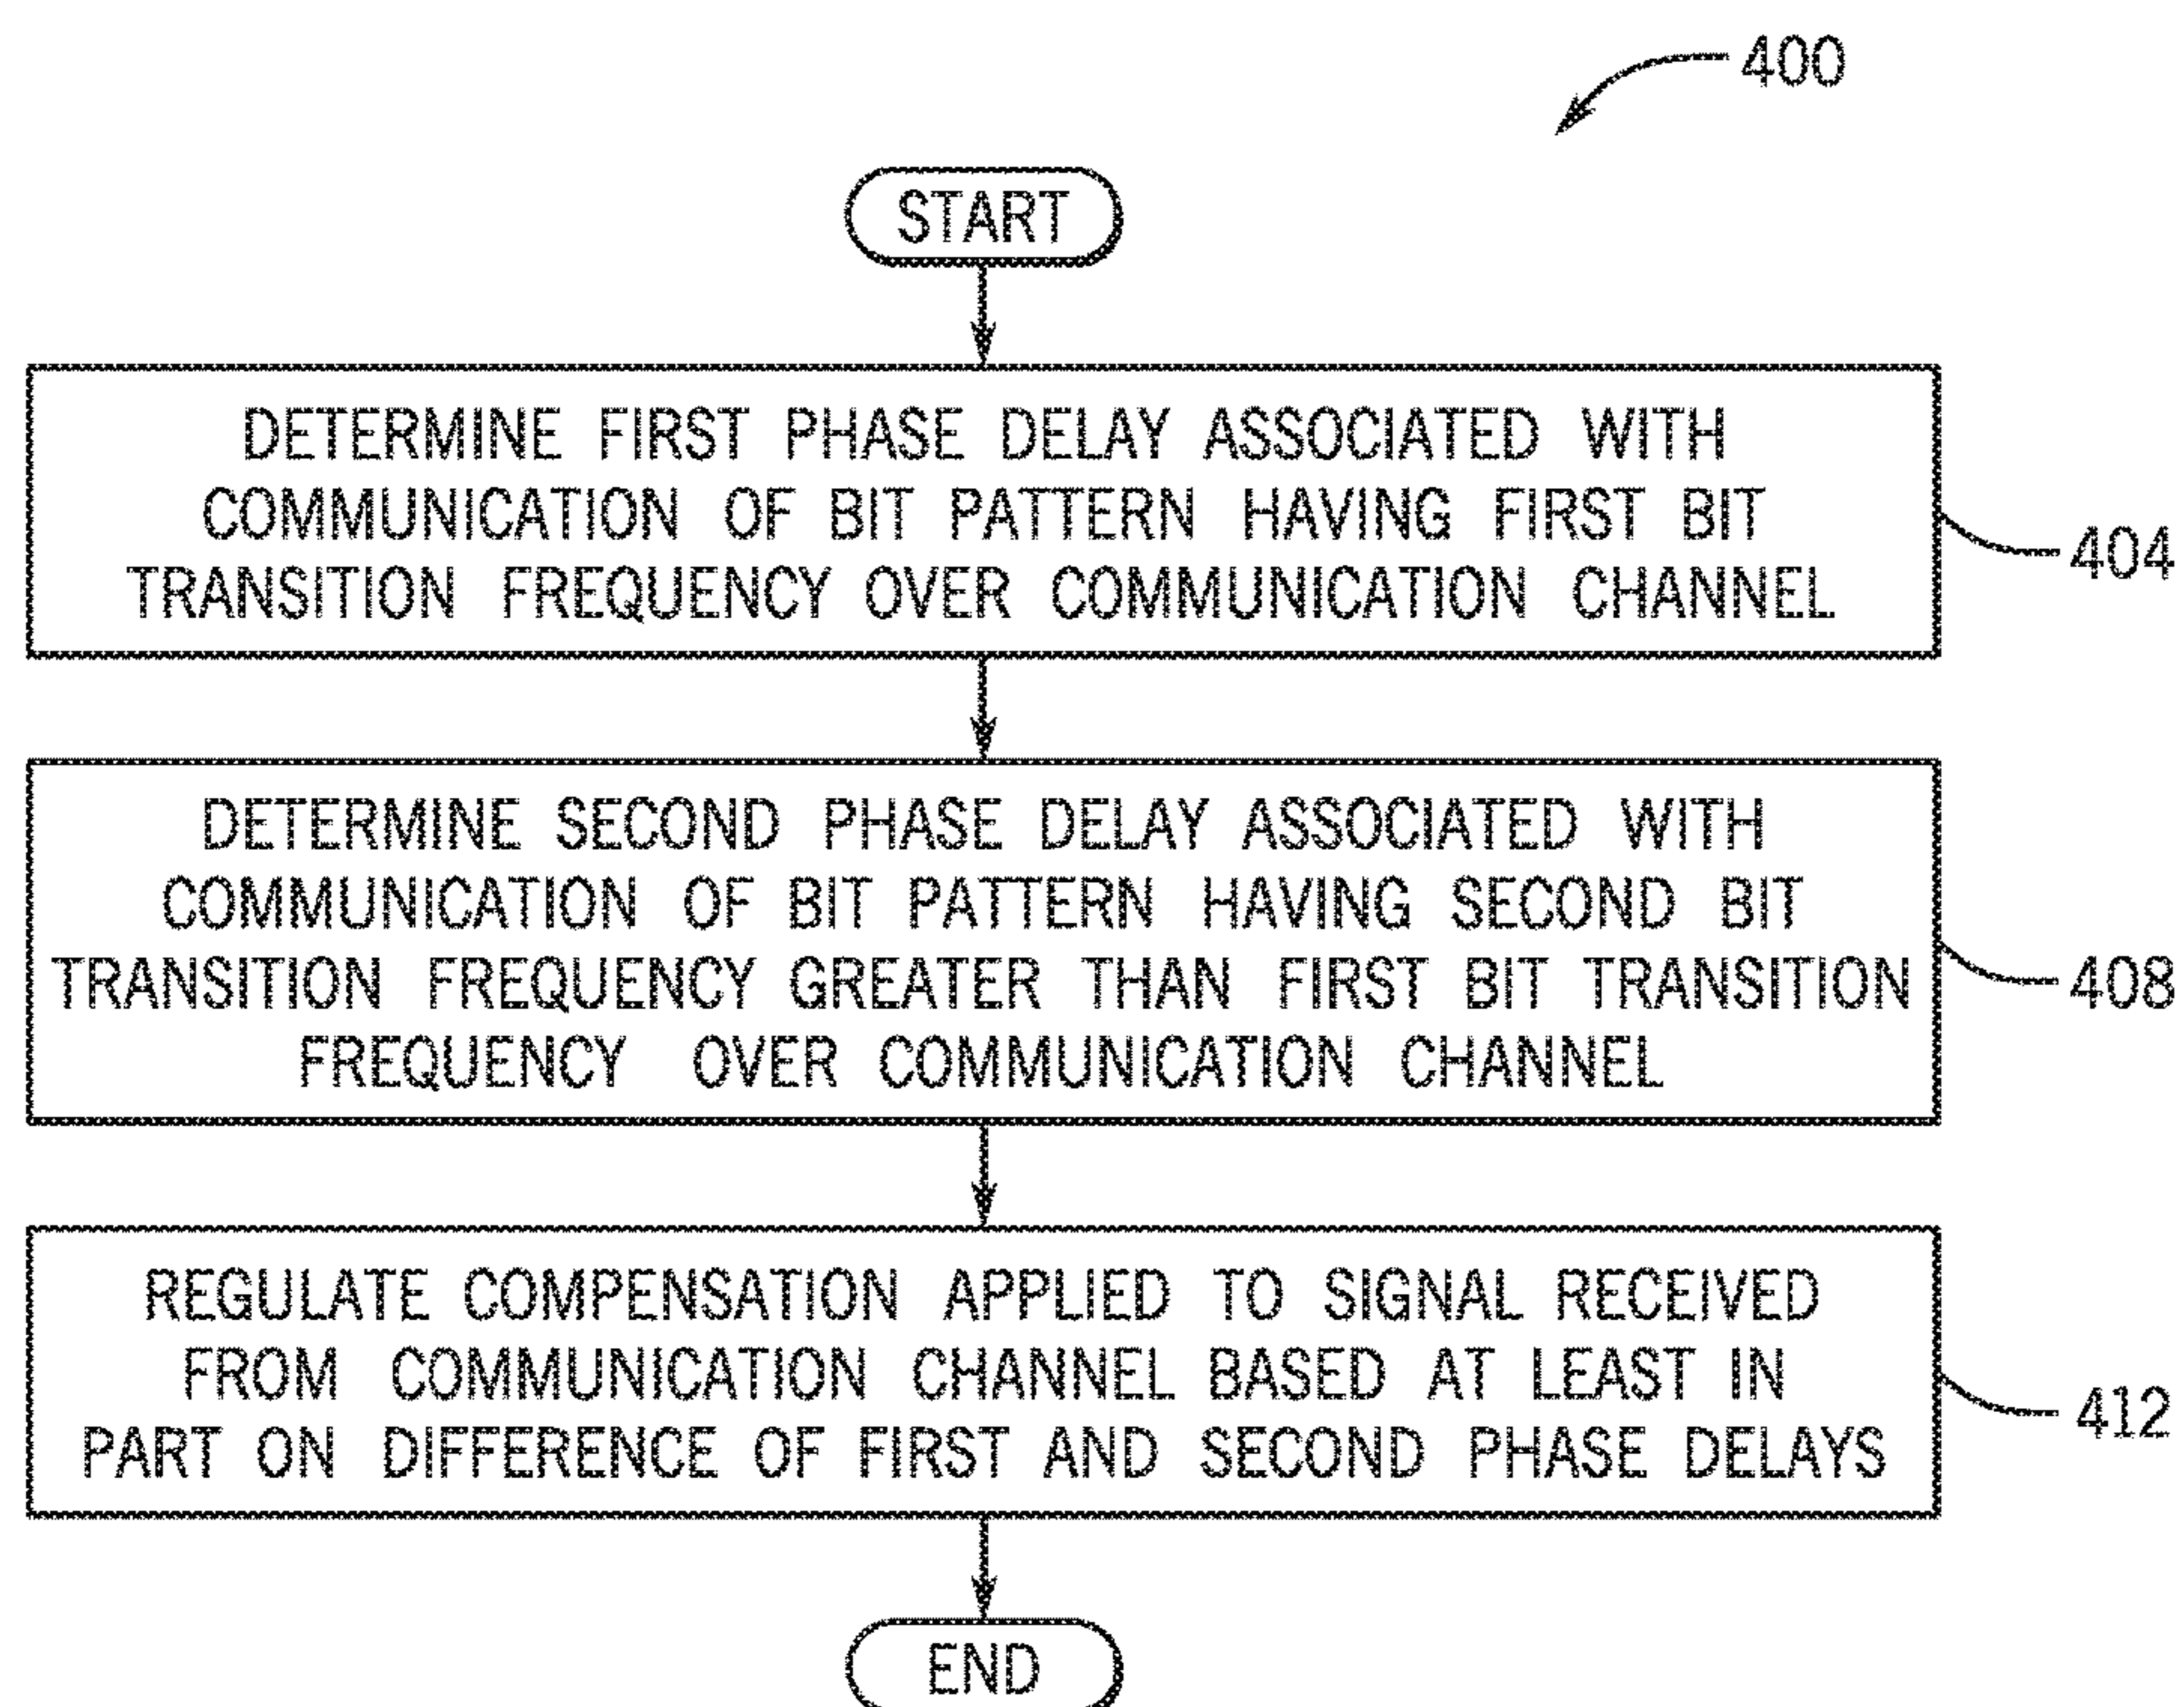 400
START
DETERMINE FIRST PHASE DELAY ASSOCIATED WITH
COMMUNICATION OF BIT PATTERN HAVING FIRST BIT
TRANSITION FREQUENCY OVER COMMUNICATION CHANNEL
404
DETERMINE SECOND PHASE DELAY ASSOCIATED WITH
COMMUNICATION OF BIT PATTERN HAVING SECOND BIT
TRANSITION FREQUENCY GREATER THAN FIRST BIT TRANSITION
FREQUENCY OVER COMMUNICATION CHANNEL
408
REGULATE COMPENSATION APPLIED TO SIGNAL RECEIVED
FROM COMMUNICATION CHANNEL BASED AT LEAST IN
PART ON DIFFERENCE OF FIRST AND SECOND PHASE DELAYS
412
END